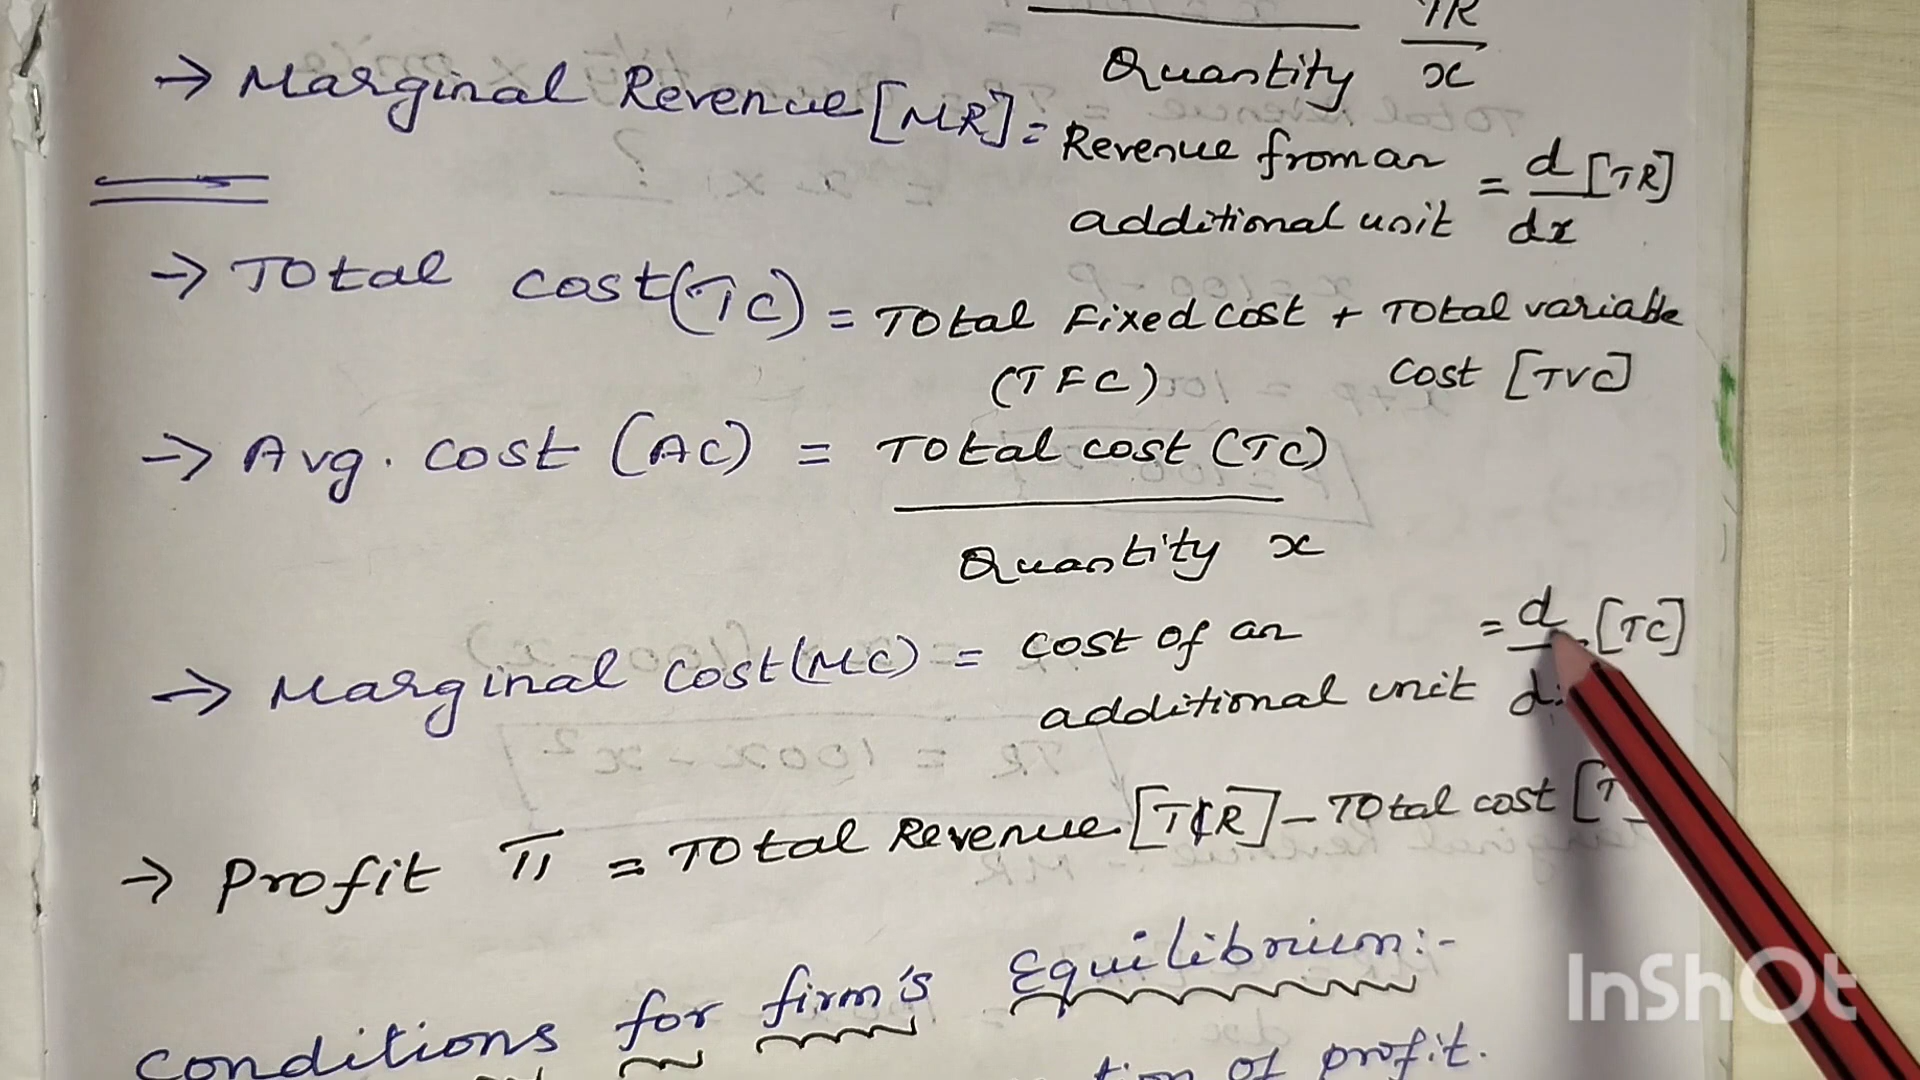 TR
Quantity x
→ Marginal Revenue [MR] = Revenue from an = d [TR]
additional unit dx
→ Total cost (TC) = Total Fixed cost + Total variable
(TFC) cost [TVC]
→ Avg. cost (AC) = Total cost (TC)
Quantity x
→ Marginal cost (MC) = cost of an = d [TC]
additional unit d
→ Profit π = Total Revenue [TR] - Total cost [T
conditions for firm's Equilibrium:-
of profit.
InShOt